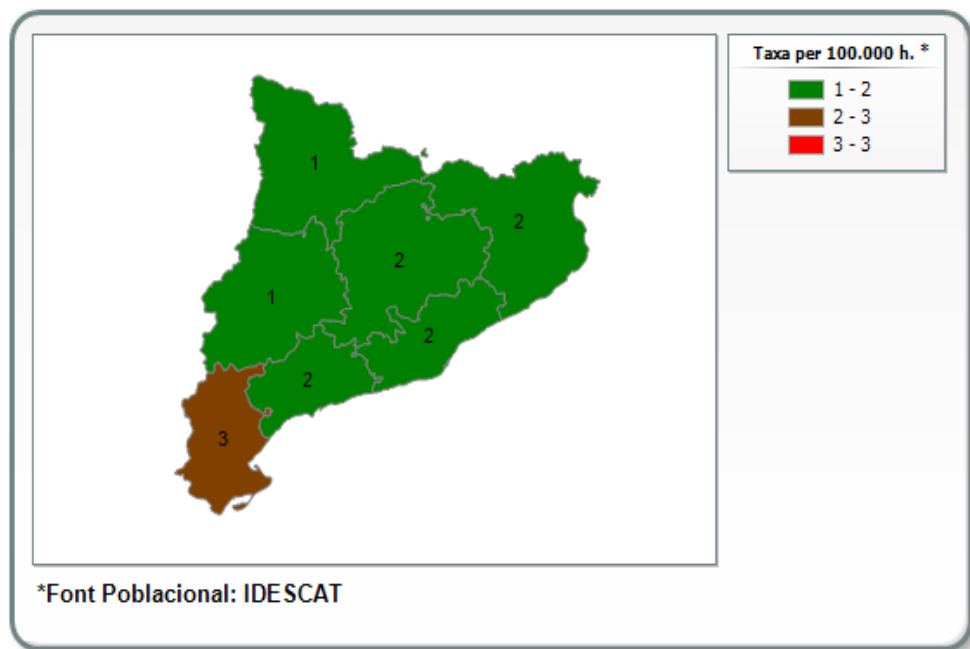 Taxa per 100.000 h. *
1 - 2
2 - 3
3 - 3
1
2
2
1
2
2
3
*Font Poblacional: IDESCAT